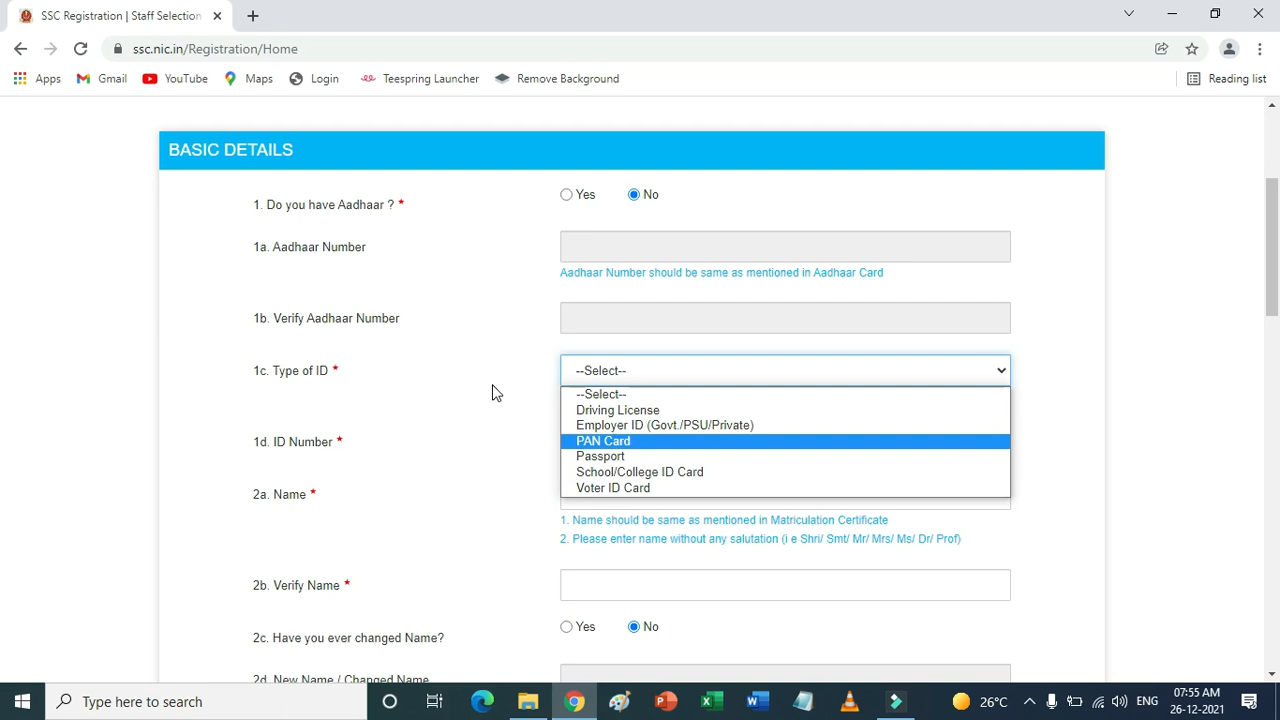 SSC Registration | Staff Selection
ssc.nic.in/Registration/Home
Apps Gmail YouTube Maps Login Teespring Launcher Remove Background Reading list
BASIC DETAILS
1. Do you have Aadhaar ? * Yes No
1a. Aadhaar Number
Aadhaar Number should be same as mentioned in Aadhaar Card
1b. Verify Aadhaar Number
1c. Type of ID * --Select--
--Select--
Driving License
Employer ID (Govt./PSU/Private)
1d. ID Number * PAN Card
Passport
School/College ID Card
Voter ID Card
2a. Name *
1. Name should be same as mentioned in Matriculation Certificate
2. Please enter name without any salutation (i e Shri/ Smt/ Mr/ Mrs/ Ms/ Dr/ Prof)
2b. Verify Name *
2c. Have you ever changed Name? Yes No
2d. New Name / Changed Name
Type here to search 26°C ENG 07:55 AM
26-12-2021